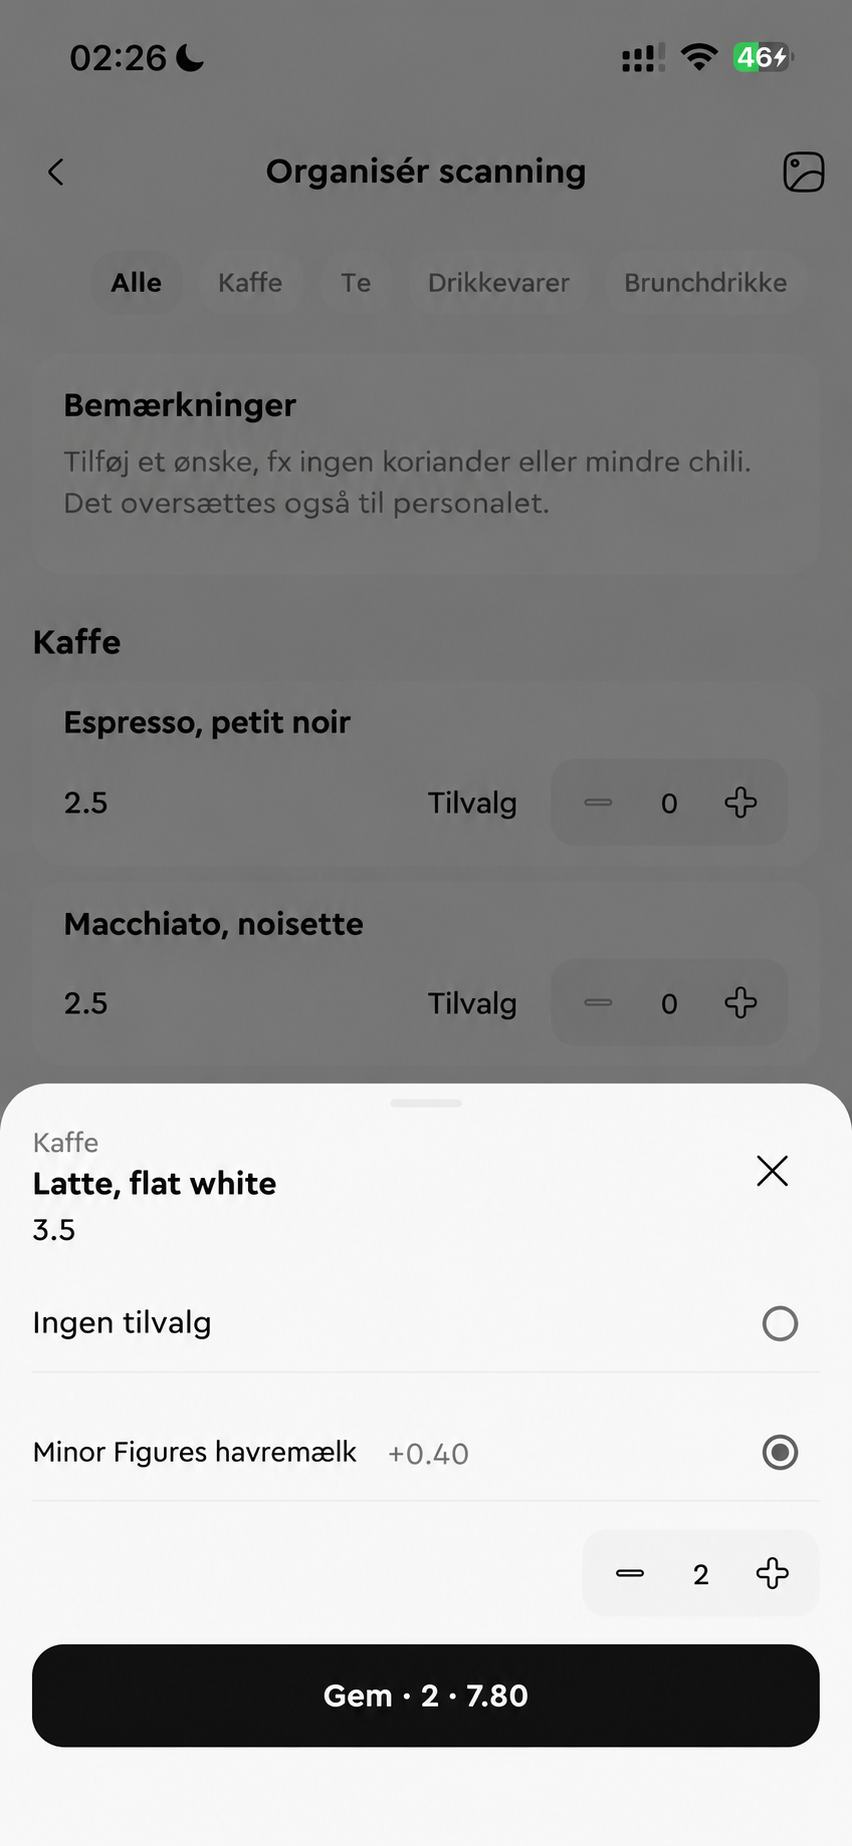 02:26
46
Organisér scanning
Alle Kaffe Te Drikkevarer Brunchdrikke
Bemærkninger
Tilføj et ønske, fx ingen koriander eller mindre chili.
Det oversættes også til personalet.
Kaffe
Espresso, petit noir
2.5 Tilvalg 0
Macchiato, noisette
2.5 Tilvalg 0
Kaffe
Latte, flat white
3.5
Ingen tilvalg
Minor Figures havremælk +0.40
2
Gem · 2 · 7.80